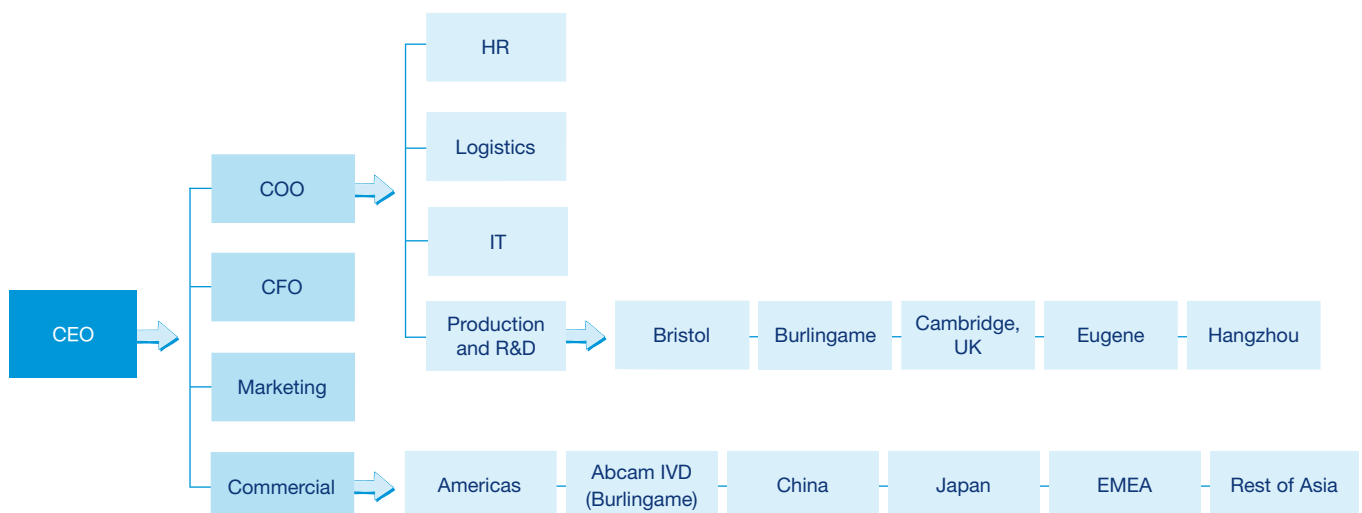 HR
Logistics
COO
IT
CFO
CEO
Production
and R&D
Bristol
Burlingame
Cambridge,
UK
Eugene
Hangzhou
Marketing
Commercial
Americas
Abcam IVD
(Burlingame)
China
Japan
EMEA
Rest of Asia